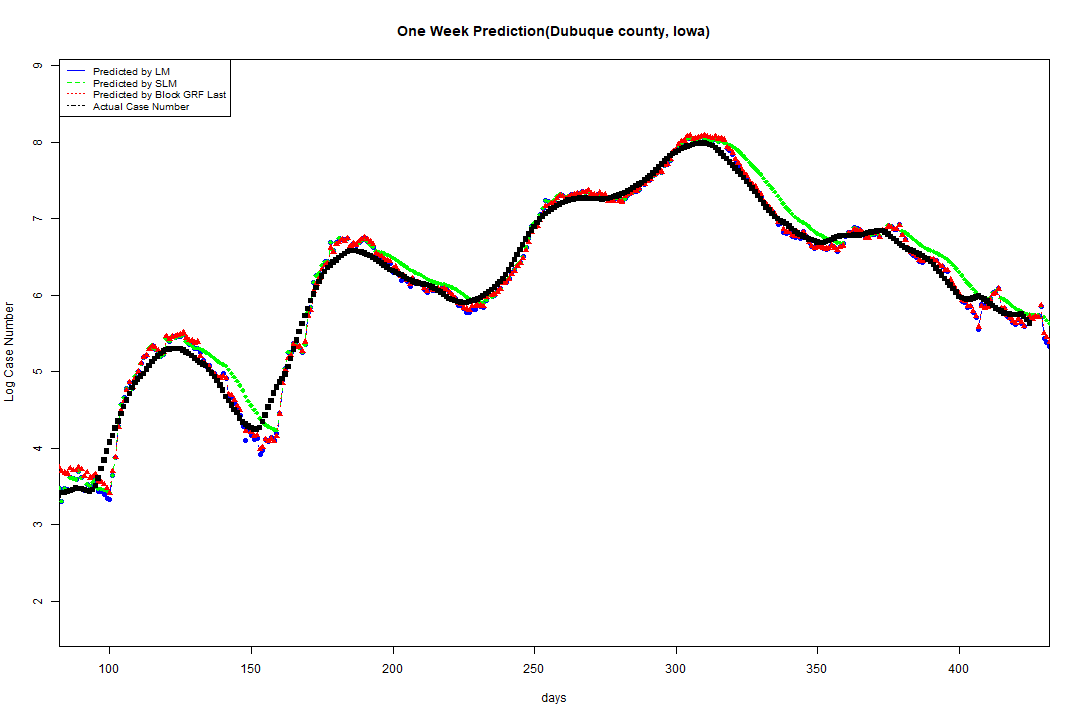 One Week Prediction(Dubuque county, Iowa)
Predicted by LM
Predicted by SLM
Predicted by Block GRF Last
Actual Case Number
9
8
7
6
5
4
3
2
Log Case Number
100 150 200 250 300 350 400
days